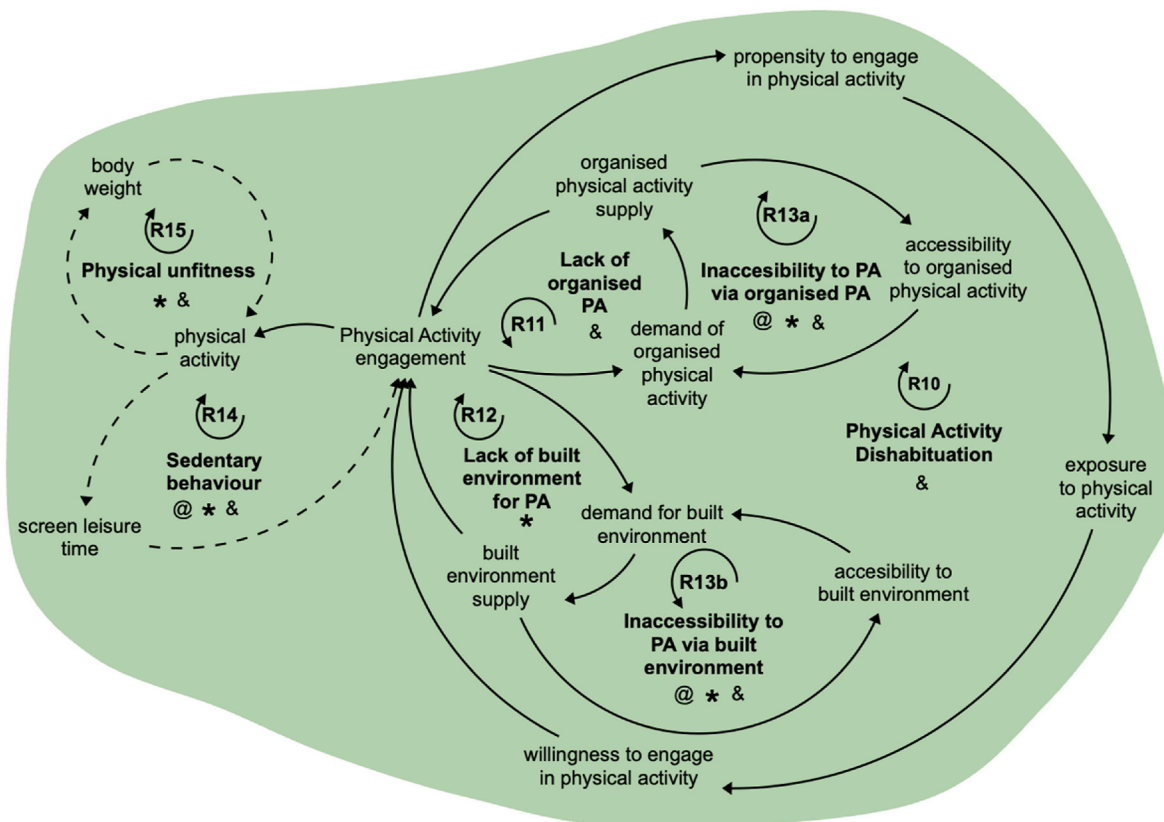 propensity to engage
in physical activity
body
weight
R15
Physical unfitness
* &
organised
physical activity
supply
R13a
Inaccesibility to PA
via organised PA
@ * &
accessibility
to organised
physical activity
Lack of
organised
PA
&
R11
physical
activity
Physical Activity
engagement
demand of
organised
physical
activity
R10
Physical Activity
Dishabituation
&
R14
Sedentary
behaviour
@ * &
R12
Lack of built
environment
for PA
*
exposure
to physical
activity
screen leisure
time
demand for built
environment
built
environment
supply
R13b
Inaccessibility to
PA via built
environment
@ * &
accesibility to
built environment
willingness to engage
in physical activity